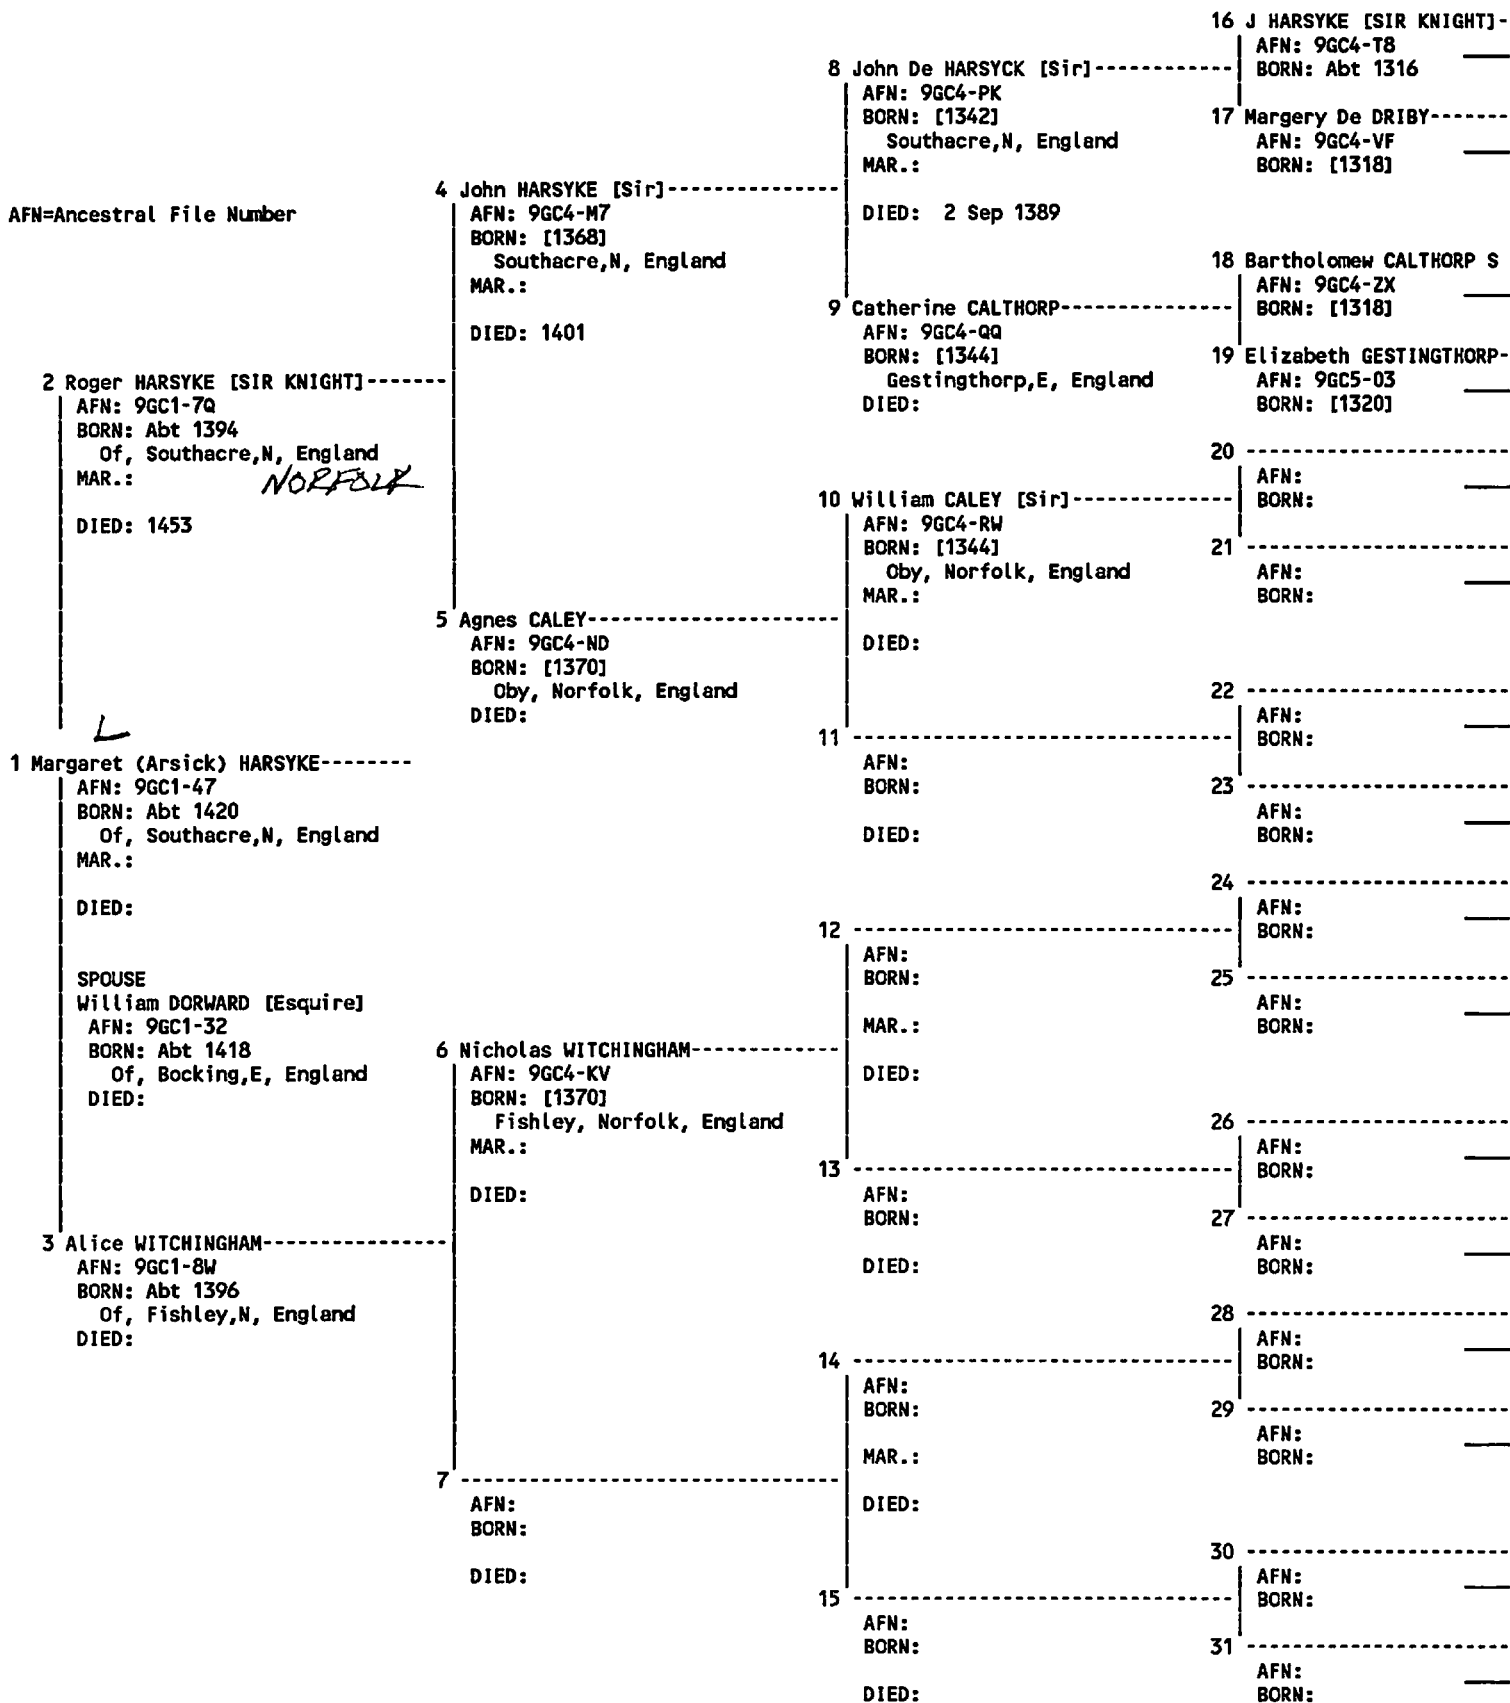 AFN=Ancestral File Number
1 Margaret (Arsick) HARSYKE--------
L
AFN: 9GC1-47
BORN: Abt 1420
Of, Southacre,N, England
MAR.:
DIED:
SPOUSE
William DORWARD [Esquire]
AFN: 9GC1-32
BORN: Abt 1418
Of, Bocking,E, England
DIED:
2 Roger HARSYKE [SIR KNIGHT]-------
AFN: 9GC1-7Q
BORN: Abt 1394
Of, Southacre,N, England
NORFOLK
MAR.:
DIED: 1453
3 Alice WITCHINGHAM----------------
AFN: 9GC1-8W
BORN: Abt 1396
Of, Fishley,N, England
DIED:
4 John HARSYKE [Sir]---------------
AFN: 9GC4-M7
BORN: [1368]
Southacre,N, England
MAR.:
DIED: 1401
5 Agnes CALEY----------------------
AFN: 9GC4-ND
BORN: [1370]
Oby, Norfolk, England
DIED:
6 Nicholas WITCHINGHAM-------------
AFN: 9GC4-KV
BORN: [1370]
Fishley, Norfolk, England
MAR.:
DIED:
7 ---------------------------------
AFN:
BORN:
DIED:
8 John De HARSYCK [Sir]------------
AFN: 9GC4-PK
BORN: [1342]
Southacre,N, England
MAR.:
DIED: 2 Sep 1389
9 Catherine CALTHORP---------------
AFN: 9GC4-QQ
BORN: [1344]
Gestingthorp,E, England
DIED:
10 William CALEY [Sir]--------------
AFN: 9GC4-RW
BORN: [1344]
Oby, Norfolk, England
MAR.:
DIED:
11 ---------------------------------
AFN:
BORN:
DIED:
12 ---------------------------------
AFN:
BORN:
MAR.:
DIED:
13 ---------------------------------
AFN:
BORN:
DIED:
14 ---------------------------------
AFN:
BORN:
MAR.:
DIED:
15 ---------------------------------
AFN:
BORN:
DIED:
16 J HARSYKE [SIR KNIGHT]-
AFN: 9GC4-T8
BORN: Abt 1316
17 Margery De DRIBY-------
AFN: 9GC4-VF
BORN: [1318]
18 Bartholomew CALTHORP S
AFN: 9GC4-ZX
BORN: [1318]
19 Elizabeth GESTINGTHORP-
AFN: 9GC5-03
BORN: [1320]
20 -----------------------
AFN:
BORN:
21 -----------------------
AFN:
BORN:
22 -----------------------
AFN:
BORN:
23 -----------------------
AFN:
BORN:
24 -----------------------
AFN:
BORN:
25 -----------------------
AFN:
BORN:
26 -----------------------
AFN:
BORN:
27 -----------------------
AFN:
BORN:
28 -----------------------
AFN:
BORN:
29 -----------------------
AFN:
BORN:
30 -----------------------
AFN:
BORN:
31 -----------------------
AFN:
BORN: